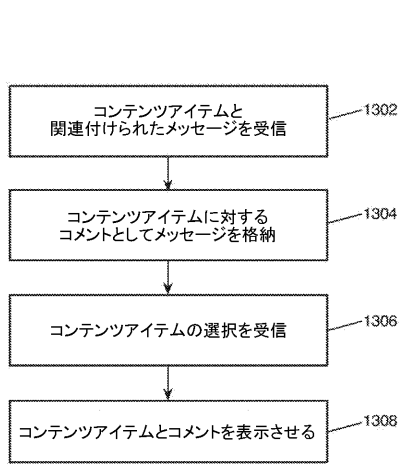 コンテンツアイテムと
関連付けられたメッセージを受信
1302
コンテンツアイテムに対する
コメントとしてメッセージを格納
1304
コンテンツアイテムの選択を受信
1306
コンテンツアイテムとコメントを表示させる
1308